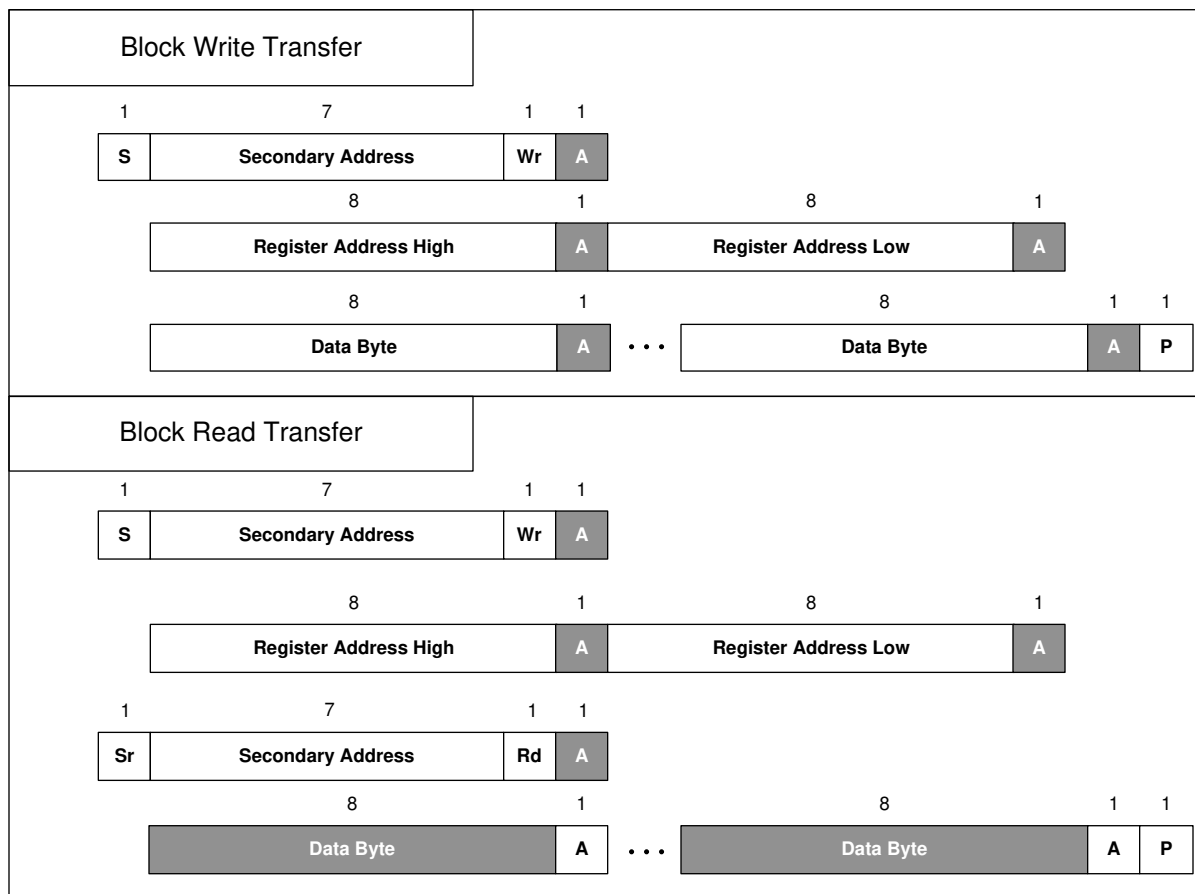 Block Write Transfer
1 7 1 1
S Secondary Address Wr A
8 1 8 1
Register Address High A Register Address Low A
8 1 8 1 1
Data Byte A ... Data Byte A P
Block Read Transfer
1 7 1 1
S Secondary Address Wr A
8 1 8 1
Register Address High A Register Address Low A
1 7 1 1
Sr Secondary Address Rd A
8 1 8 1 1
Data Byte A ... Data Byte A P